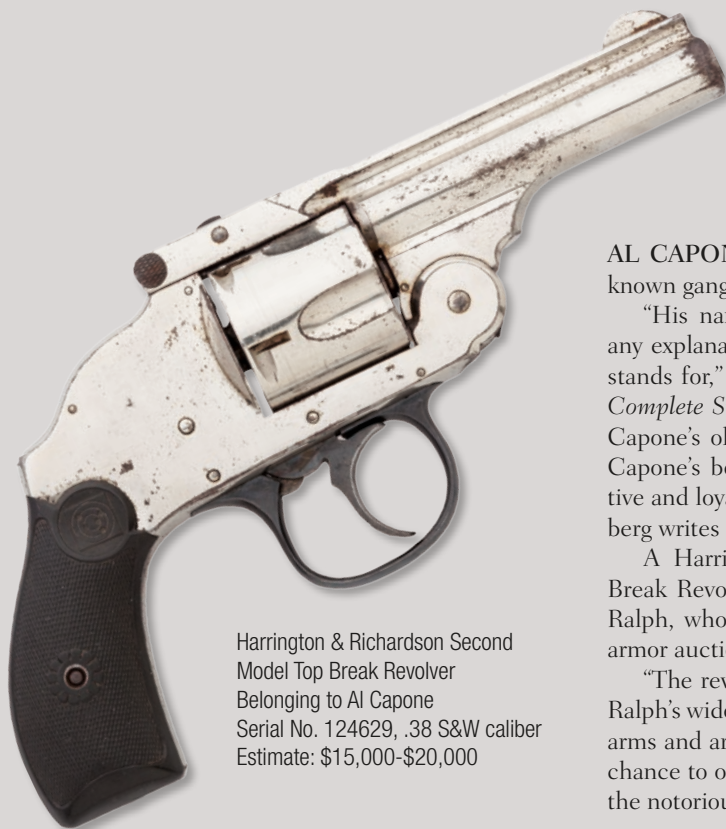 Harrington & Richardson Second
Model Top Break Revolver
Belonging to Al Capone
Serial No. 124629, .38 S&W caliber
Estimate: $15,000-$20,000
AL CAPON
known gang
"His na
any explana
stands for,"
Complete S
Capone's ol
Capone's be
tive and loya
berg writes
A Harri
Break Revo
Ralph, who
armor aucti
"The rev
Ralph's wid
arms and ar
chance to o
the notoriou